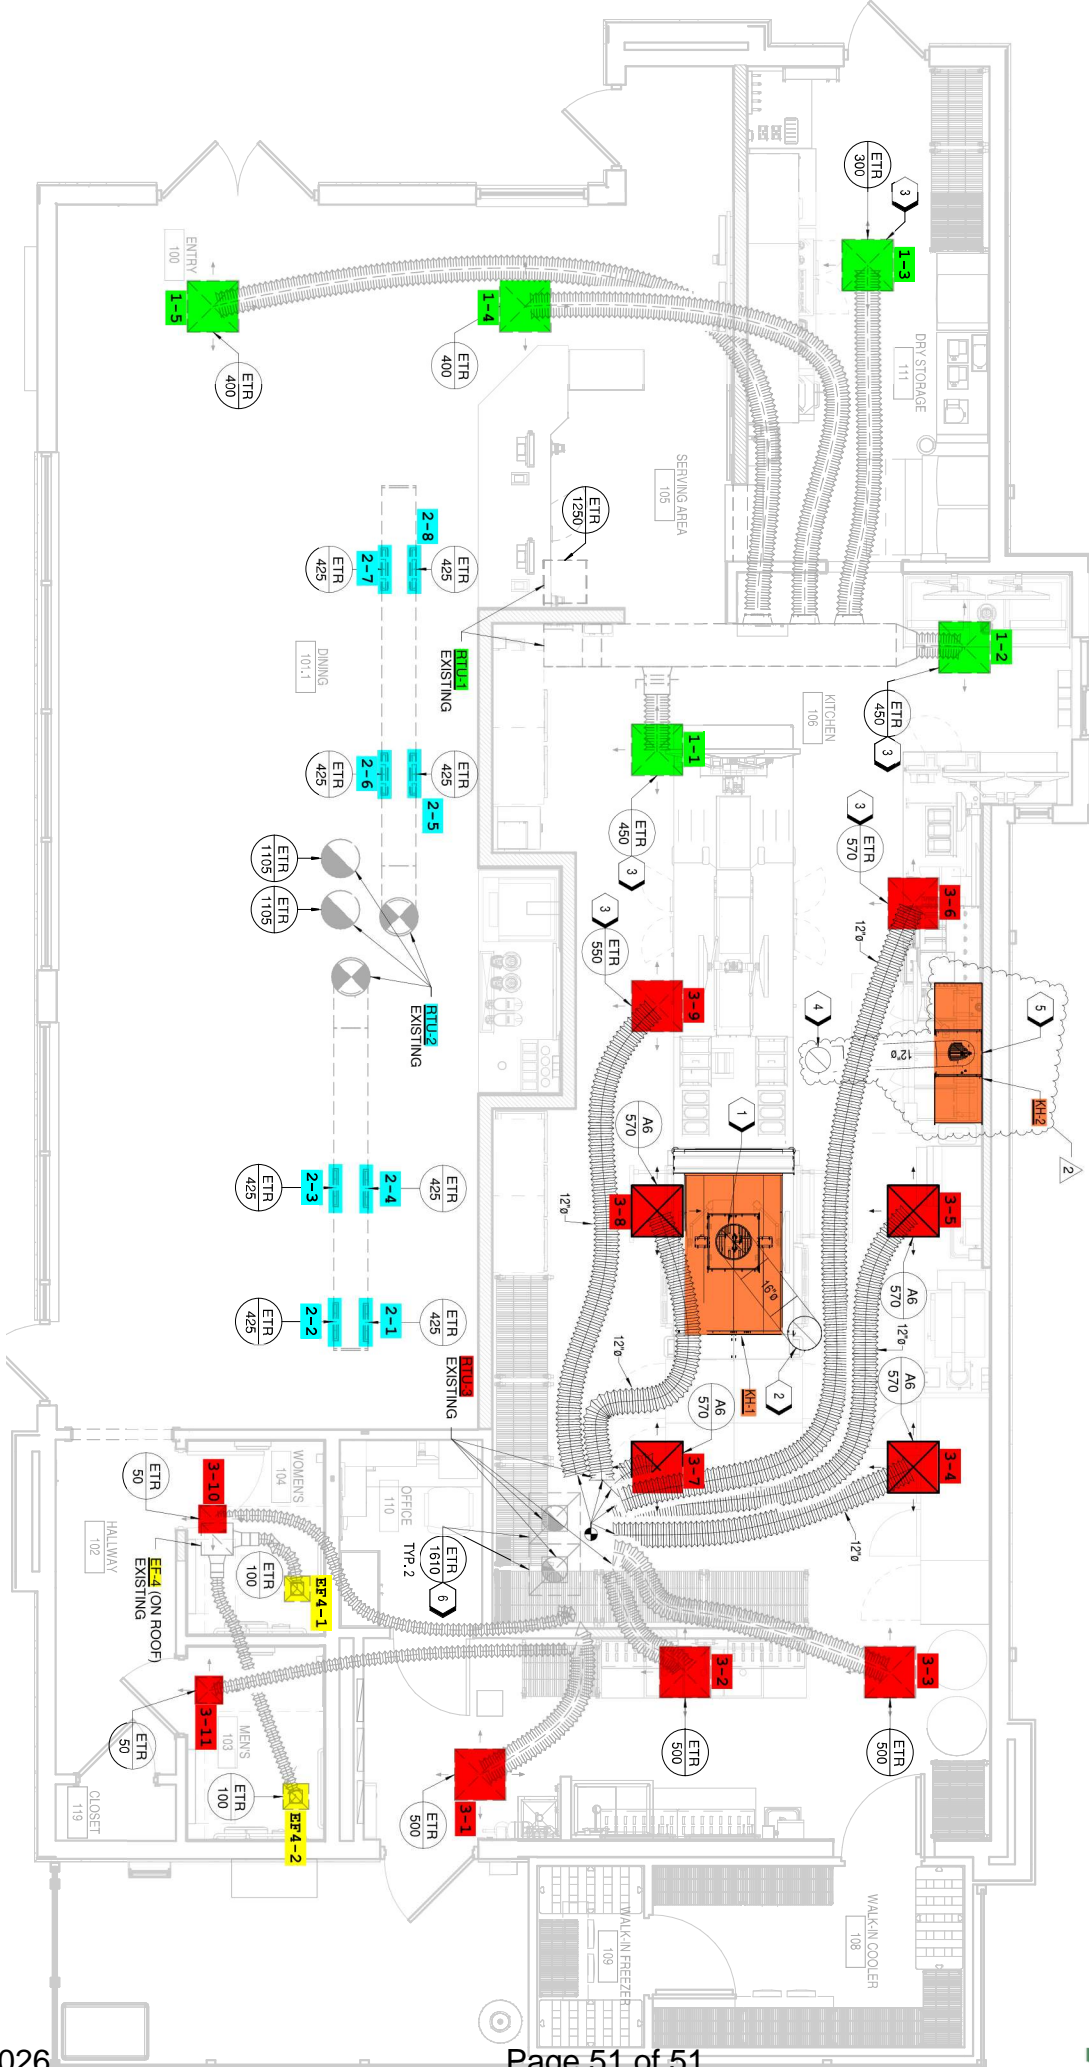 ETR
300
3
1-3
ENTRY
100
1-5
ETR
400
1-4
ETR
400
DRY STORAGE
111
SERVING AREA
105
ETR
1250
2-8
2-7
ETR
425
ETR
425
RTU-1
EXISTING
DINING
101.1
1-2
ETR
450
3
KITCHEN
106
1-1
ETR
450
3
2-6
ETR
425
ETR
425
2-5
ETR
1105
ETR
1105
RTU-2
EXISTING
3
ETR
570
3-6
12"ø
3
ETR
550
3-9
4
12"ø
5
KH-2
2
A6
570
1
3-8
12"ø
16"ø
3-5
A6
570
12"ø
2-3
ETR
425
2-4
ETR
425
2-2
ETR
425
2-1
ETR
425
RTU-3
EXISTING
12"ø
KH-1
2
A6
570
3-7
A6
570
3-4
12"ø
3-10
ETR
50
WOMEN'S
104
OFFICE
110
HALLWAY
102
ETR
100
EF4-1
EF-4 (ON ROOF)
EXISTING
ETR
1610
TYP. 2
6
3-2
ETR
500
3-3
ETR
500
3-11
ETR
50
MEN'S
103
ETR
100
EF4-2
CLOSET
119
3-1
ETR
500
WALK-IN FREEZER
109
WALK-IN COOLER
108
026
Page 51 of 51